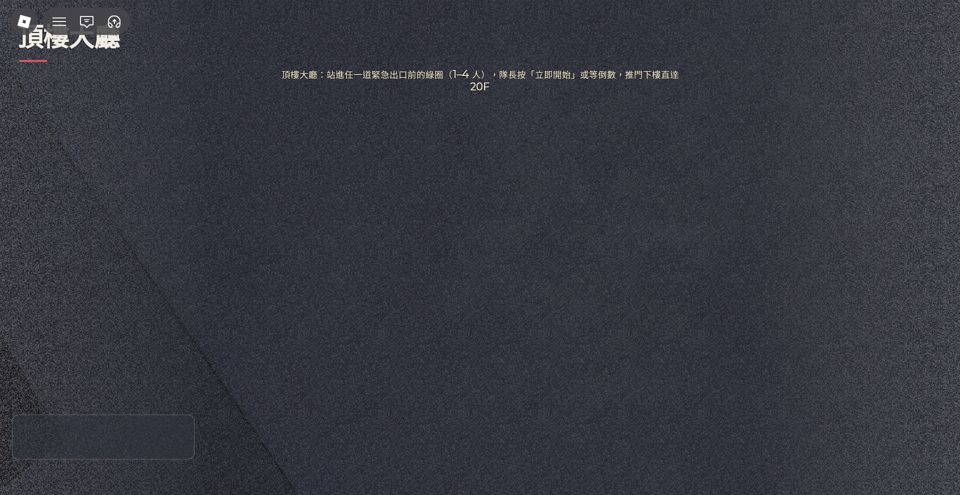 頂樓大廳
頂樓大廳：站進任一道緊急出口前的綠圈（1–4 人），隊長按「立即開始」或等倒數，推門下樓直達
20F